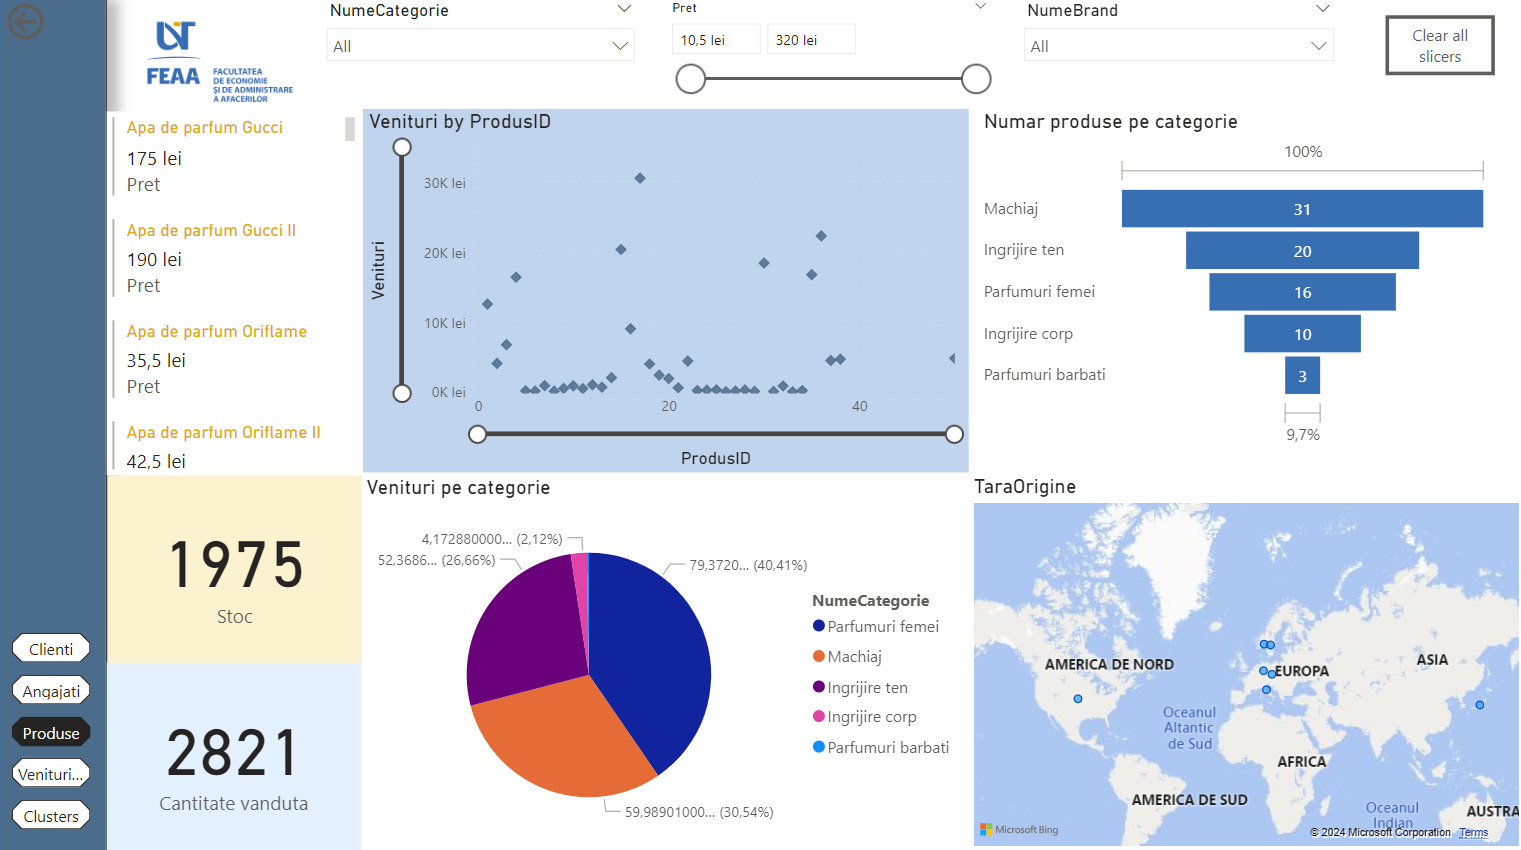 NumeCategorie
All
Pret
10,5 lei
320 lei
NumeBrand
All
Clear all
slicers
UT
FEAA
FACULTATEA
DE ECONOMIE
ȘI DE ADMINISTRARE
A AFACERILOR
Apa de parfum Gucci
175 lei
Pret
Apa de parfum Gucci II
190 lei
Pret
Apa de parfum Oriflame
35,5 lei
Pret
Apa de parfum Oriflame II
42,5 lei
Venituri by ProdusID
Venituri
30K lei
20K lei
10K lei
0K lei
0
20
40
ProdusID
Numar produse pe categorie
100%
Machiaj
31
Ingrijire ten
20
Parfumuri femei
16
Ingrijire corp
10
Parfumuri barbati
3
9,7%
1975
Stoc
2821
Cantitate vanduta
Clienti
Angajati
Produse
Venituri...
Clusters
Venituri pe categorie
4,172880000... (2,12%)
52,3686... (26,66%)
79,3720... (40,41%)
59,98901000... (30,54%)
NumeCategorie
Parfumuri femei
Machiaj
Ingrijire ten
Ingrijire corp
Parfumuri barbati
TaraOrigine
AMERICA DE NORD
EUROPA
ASIA
Oceanul
Altantic
de Sud
AFRICA
AMERICA DE SUD
Oceanul
Indian
AUSTRA
Microsoft Bing
© 2024 Microsoft Corporation Terms